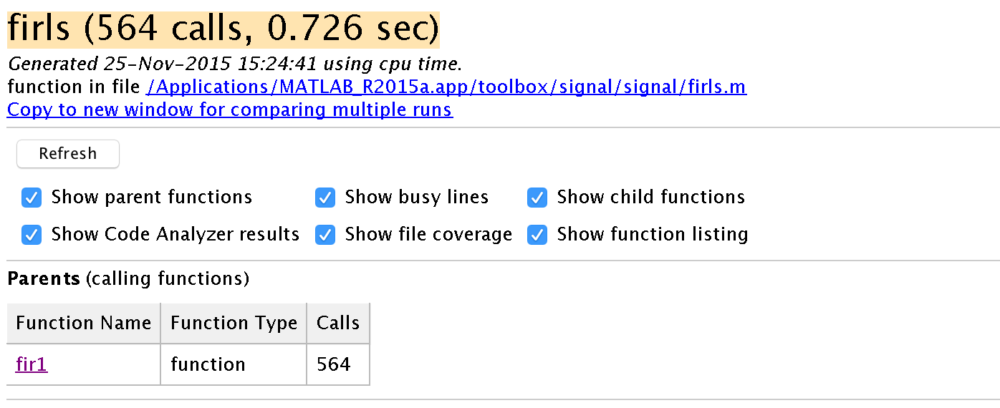 firls (564 calls, 0.726 sec)
Generated 25-Nov-2015 15:24:41 using cpu time.
function in file /Applications/MATLAB_R2015a.app/toolbox/signal/signal/firls.m
Copy to new window for comparing multiple runs
Refresh
Show parent functions Show busy lines Show child functions
Show Code Analyzer results Show file coverage Show function listing
Parents (calling functions)
Function Name Function Type Calls
fir1 function 564